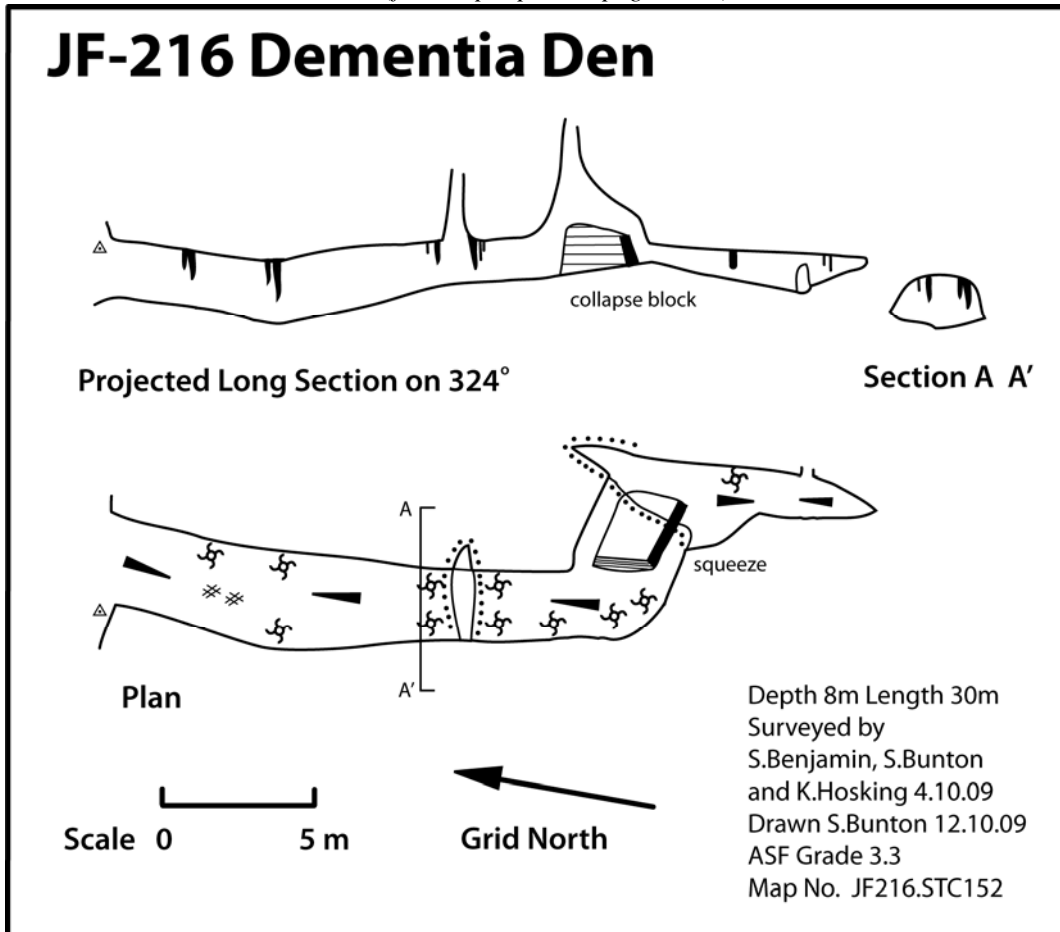 JF-216 Dementia Den
collapse block
Projected Long Section on 324°
Section A A’
A
squeeze
A’
Plan
Depth 8m Length 30m
Surveyed by
S.Benjamin, S.Bunton
and K.Hosking 4.10.09
Drawn S.Bunton 12.10.09
ASF Grade 3.3
Map No. JF216.STC152
Scale 0 5 m
Grid North